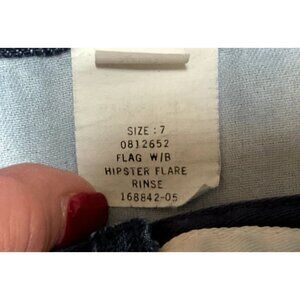 SIZE : 7
0812652
FLAG W/B
HIPSTER FLARE
RINSE
168842-05